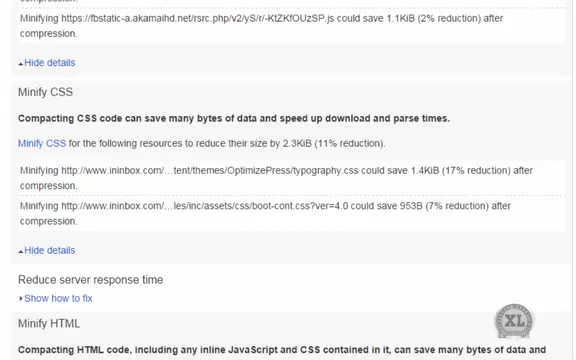 compression.
Minifying https://fbstatic-a.akamaihd.net/rsrc.php/v2/yS/r/-KtZKfOUzSP.js could save 1.1KiB (2% reduction) after
compression.
Hide details
Minify CSS
Compacting CSS code can save many bytes of data and speed up download and parse times.
Minify CSS for the following resources to reduce their size by 2.3KiB (11% reduction).
Minifying http://www.ininbox.com/…tent/themes/OptimizePress/typography.css could save 1.4KiB (17% reduction) after
compression.
Minifying http://www.ininbox.com/…les/inc/assets/css/boot-cont.css?ver=4.0 could save 953B (7% reduction) after
compression.
Hide details
Reduce server response time
Show how to fix
Minify HTML
XL
Compacting HTML code, including any inline JavaScript and CSS contained in it, can save many bytes of data and